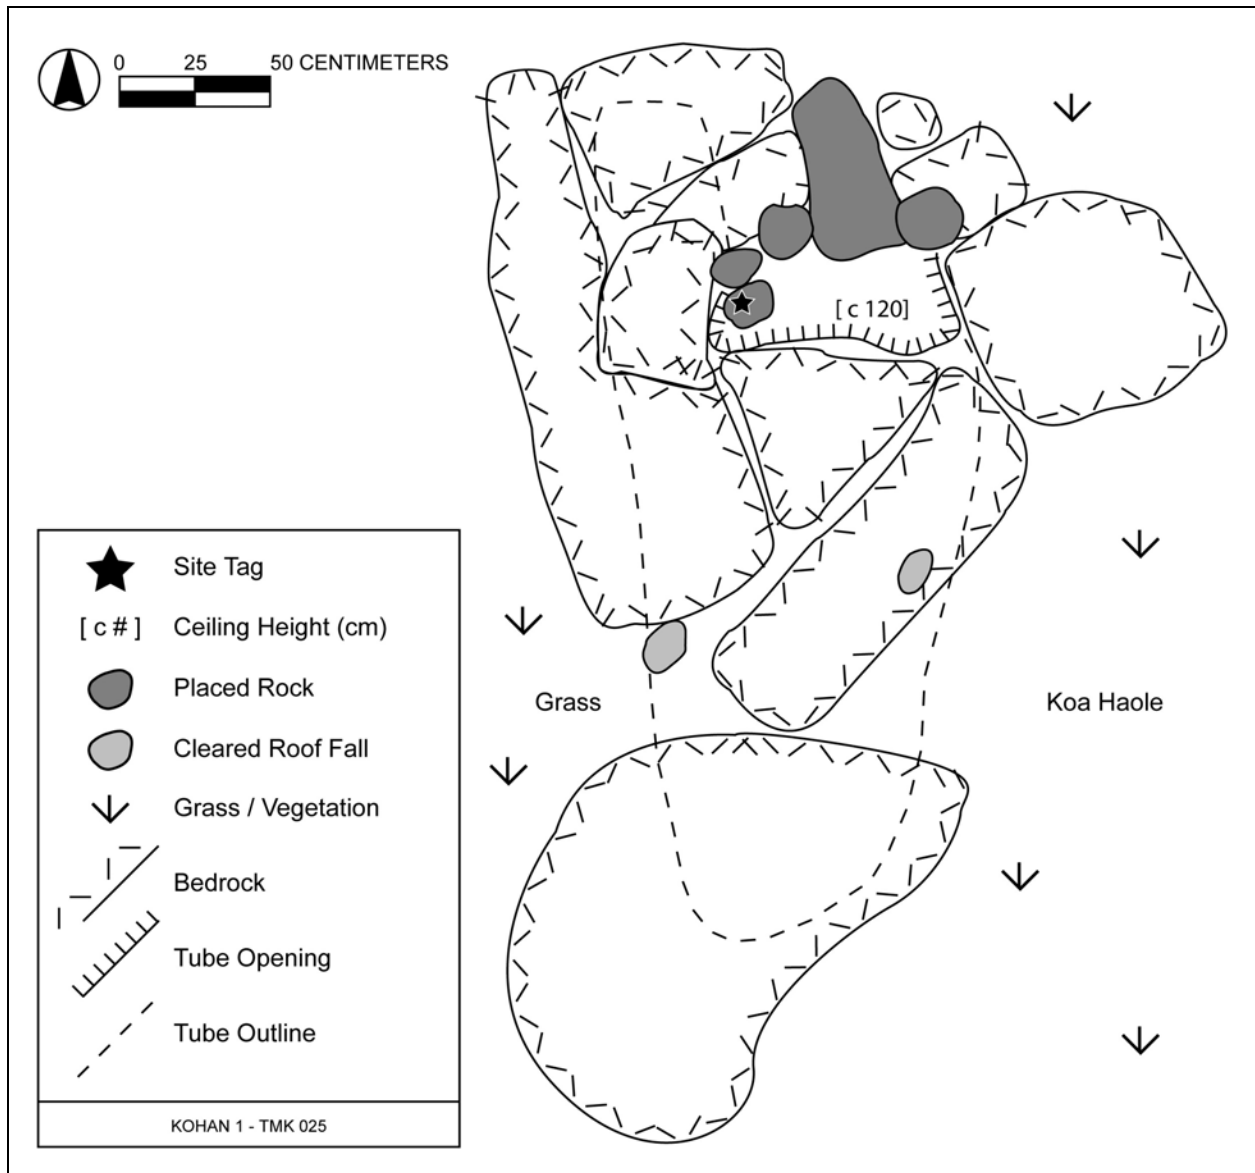 0 25 50 CENTIMETERS
[ c 120]
Site Tag
[ c # ] Ceiling Height (cm)
Placed Rock
Grass
Koa Haole
Cleared Roof Fall
Grass / Vegetation
Bedrock
Tube Opening
Tube Outline
KOHAN 1 - TMK 025